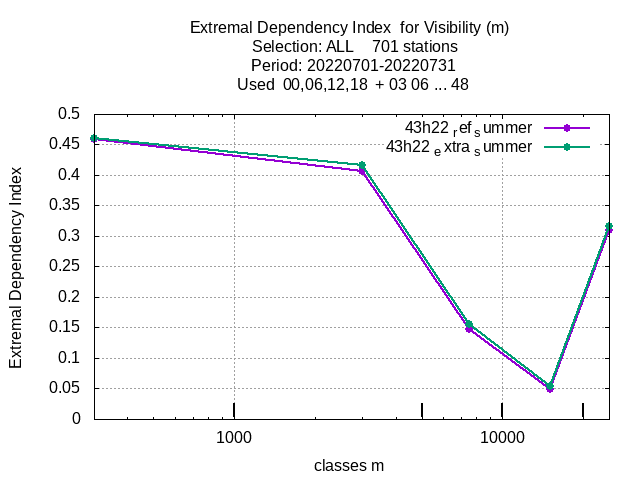 Extremal Dependency Index for Visibility (m)
Selection: ALL 701 stations
Period: 20220701-20220731
Used 00,06,12,18 + 03 06 ... 48
43h22 ref summer
43h22 extra summer
0.5
0.45
0.4
0.35
0.3
0.25
0.2
0.15
0.1
0.05
0
Extremal Dependency Index
1000 10000
classes m